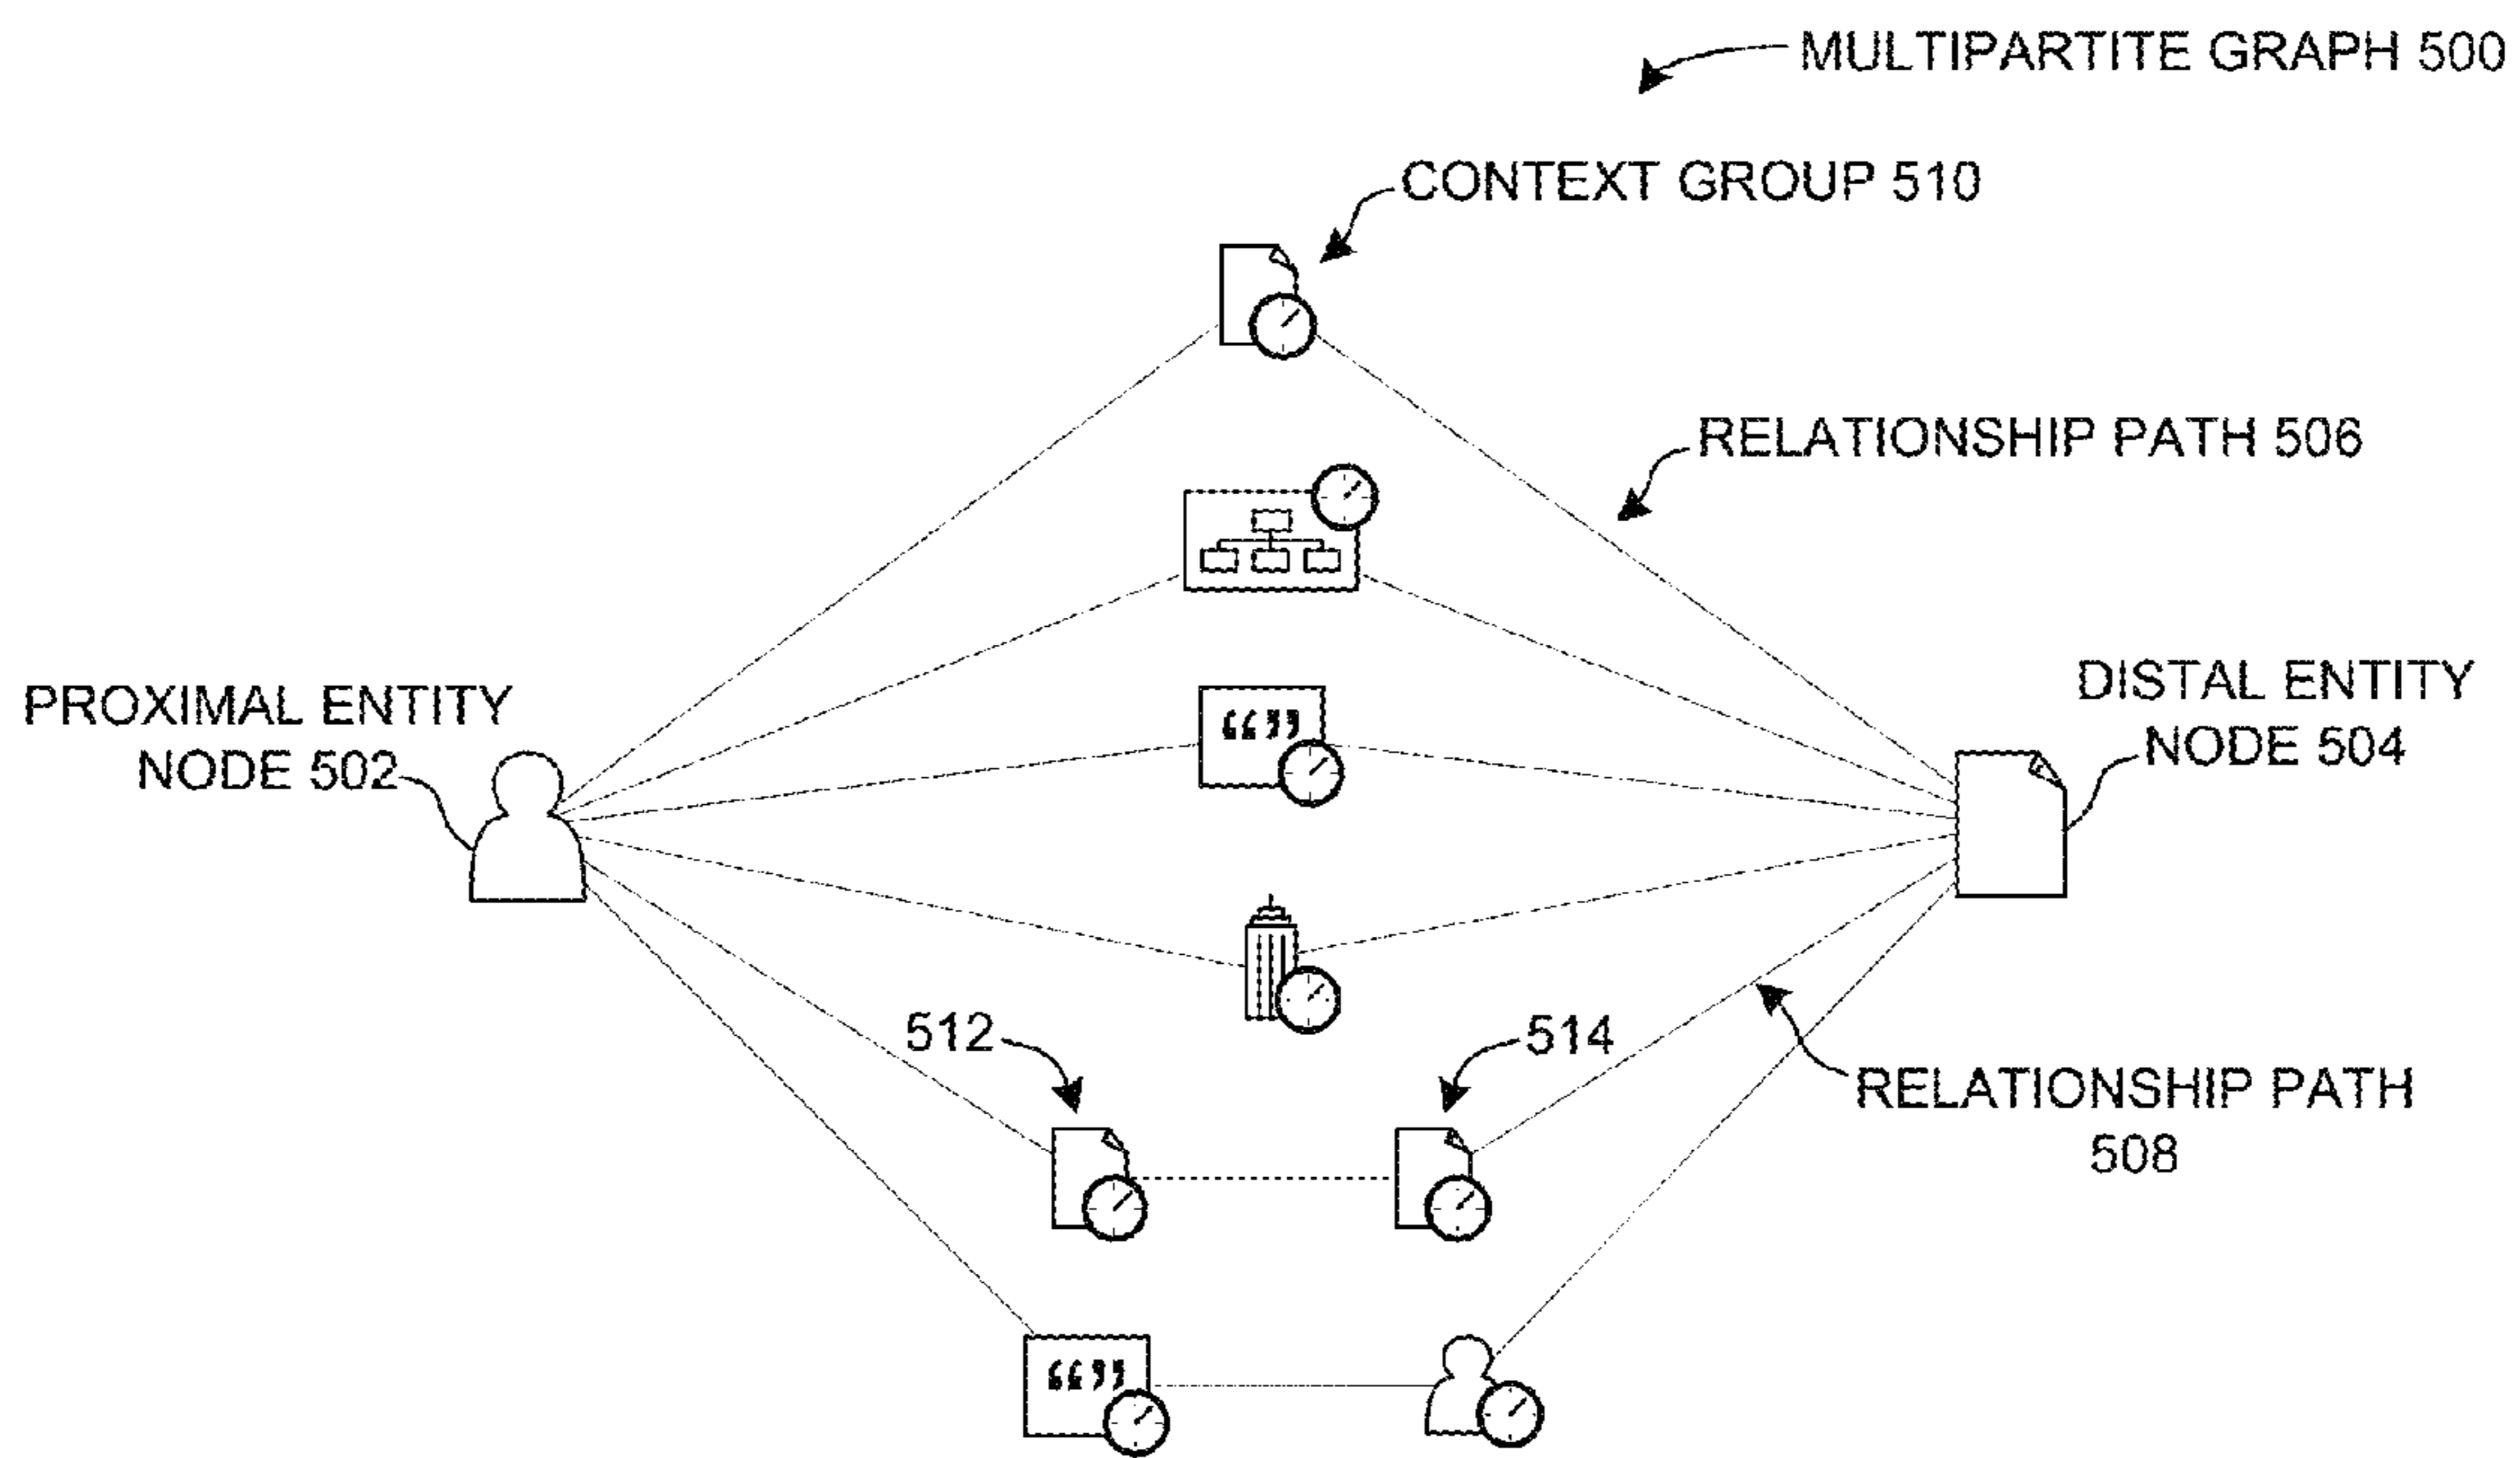 MULTIPARTITE GRAPH 500
CONTEXT GROUP 510
RELATIONSHIP PATH 506
PROXIMAL ENTITY
NODE 502
DISTAL ENTITY
NODE 504
“”
512
514
RELATIONSHIP PATH
508
“”